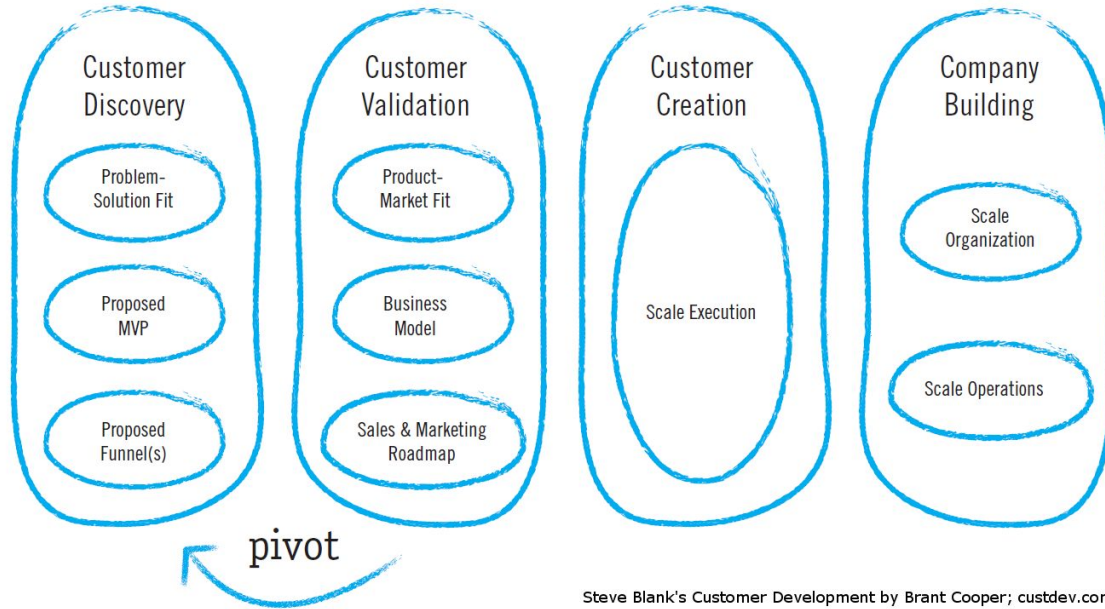 Customer
Discovery
Problem-
Solution Fit
Proposed
MVP
Proposed
Funnel(s)
Customer
Validation
Product-
Market Fit
Business
Model
Sales & Marketing
Roadmap
Customer
Creation
Scale Execution
Company
Building
Scale
Organization
Scale Operations
pivot
Steve Blank's Customer Development by Brant Cooper; custdev.com